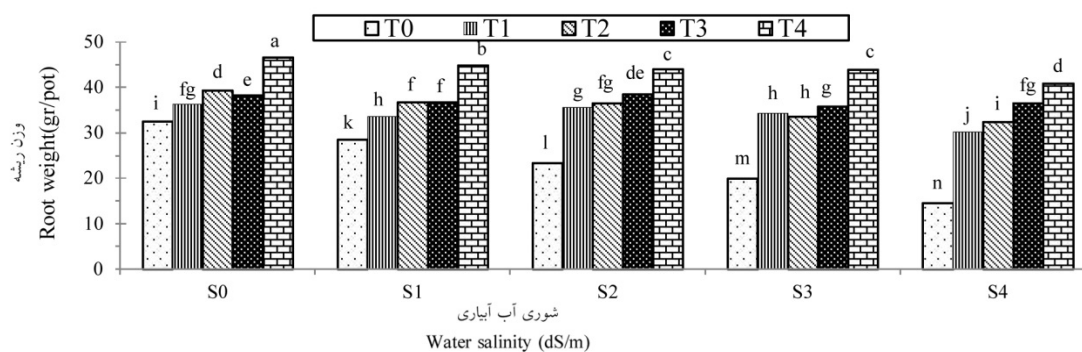 T0 T1 T2 T3 T4
50
40
30
20
10
0
وزن ریشه
Root weight(gr/pot)
i fg d e a
k h f f b
l g fg de c
m h h g c
n j i fg d
S0 S1 S2 S3 S4
شوری آب آبیاری
Water salinity (dS/m)